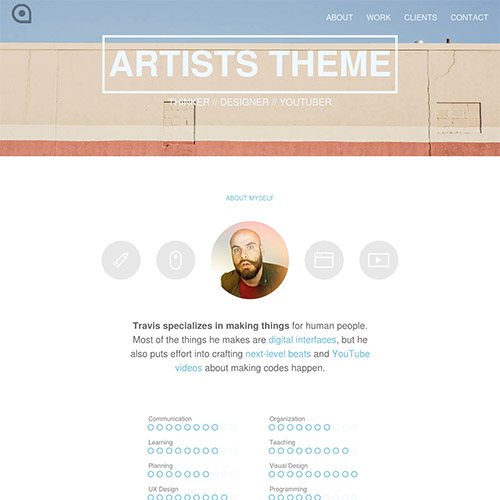 ABOUT WORK CLIENTS CONTACT
ARTISTS THEME
THINKER // DESIGNER // YOUTUBER
ABOUT MYSELF
Travis specializes in making things for human people.
Most of the things he makes are digital interfaces, but he
also puts effort into crafting next-level beats and YouTube
videos about making codes happen.
Communication
Organization
Learning
Teaching
Planning
Visual Design
UX Design
Programming